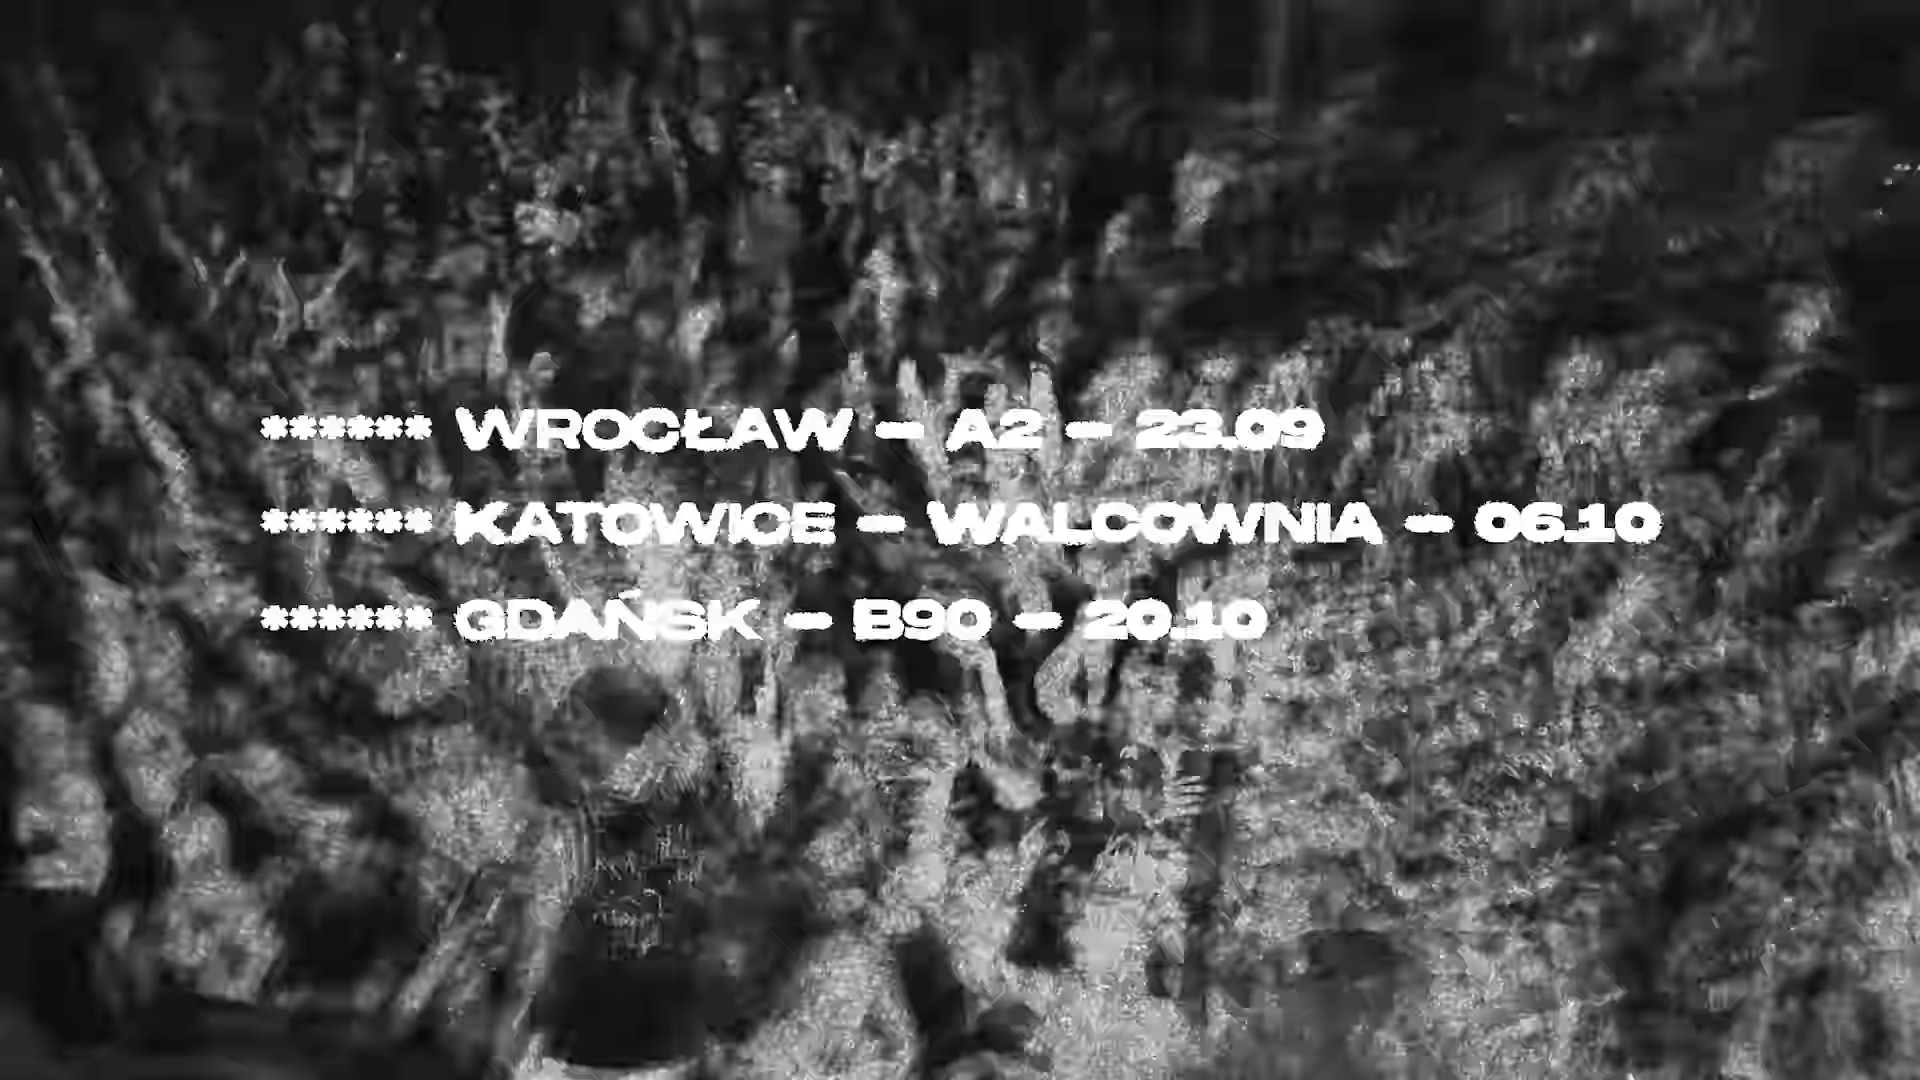 ****** WROCŁAW – A2 – 23.09
****** KATOWICE – WALCOWNIA – 06.10
****** GDAŃSK – B90 – 20.10